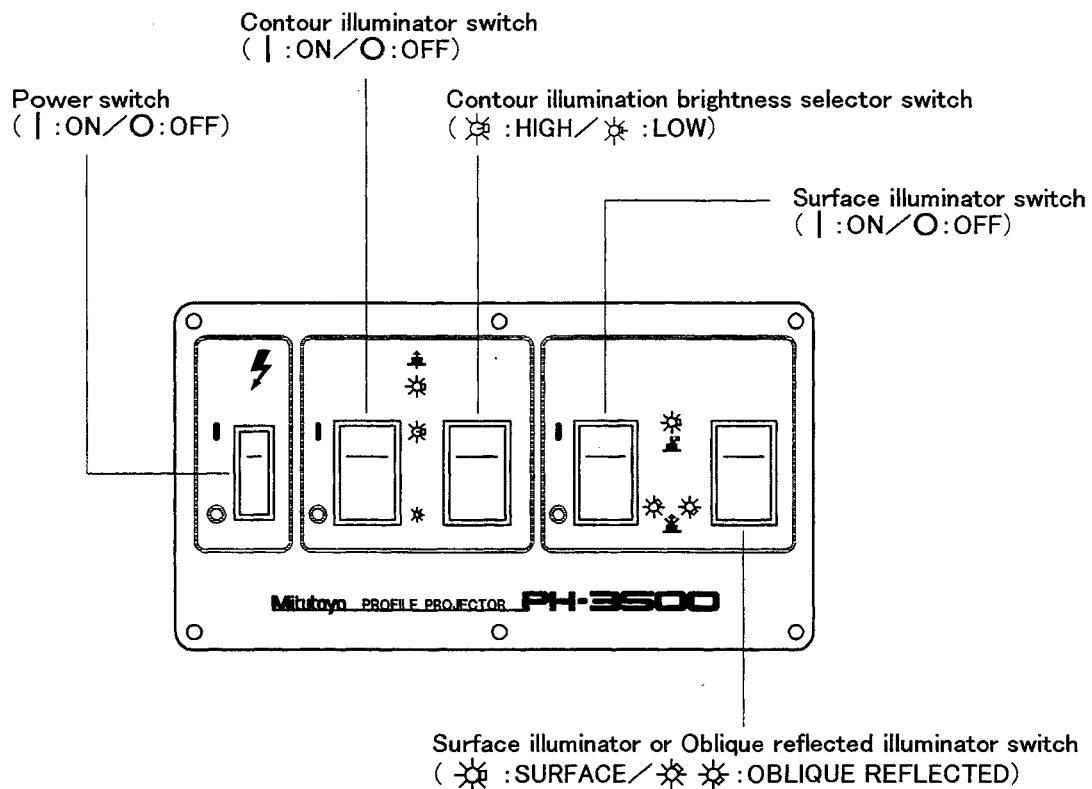 Contour illuminator switch
( | :ON/O:OFF)
Power switch
( | :ON/O:OFF)
Contour illumination brightness selector switch
( :HIGH/ :LOW)
Surface illuminator switch
( | :ON/O:OFF)
Mitutoyo PROFILE PROJECTOR PH-3500
Surface illuminator or Oblique reflected illuminator switch
( :SURFACE/ :OBLIQUE REFLECTED)